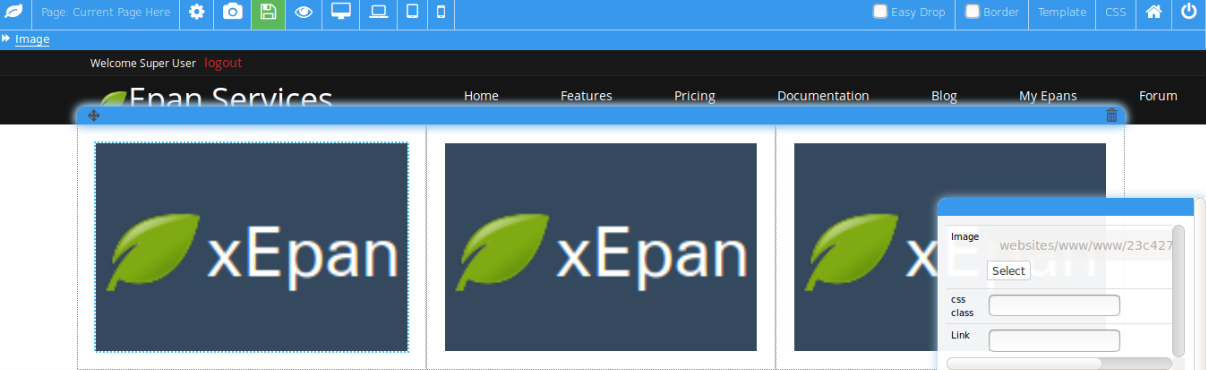 Page: Current Page Here Easy Drop Border Template CSS
Image
Welcome Super User logout
Epan Services Home Features Pricing Documentation Blog My Epans Forum
xEpan xEpan xEpan
Image
websites/www/www/23c427
Select
css class
Link